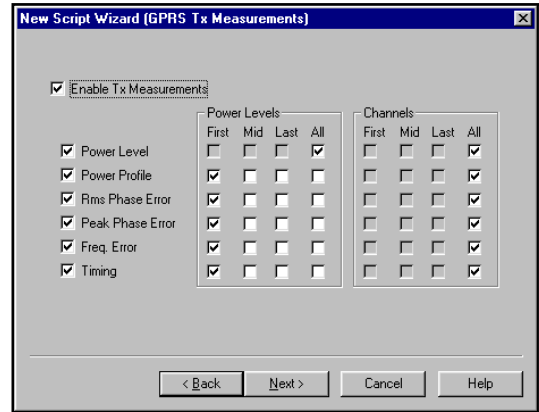 New Script Wizard (GPRS Tx Measurements)
Enable Tx Measurements
Power Levels Channels
First Mid Last All First Mid Last All
Power Level
Power Profile
Rms Phase Error
Peak Phase Error
Freq. Error
Timing
< Back Next > Cancel Help